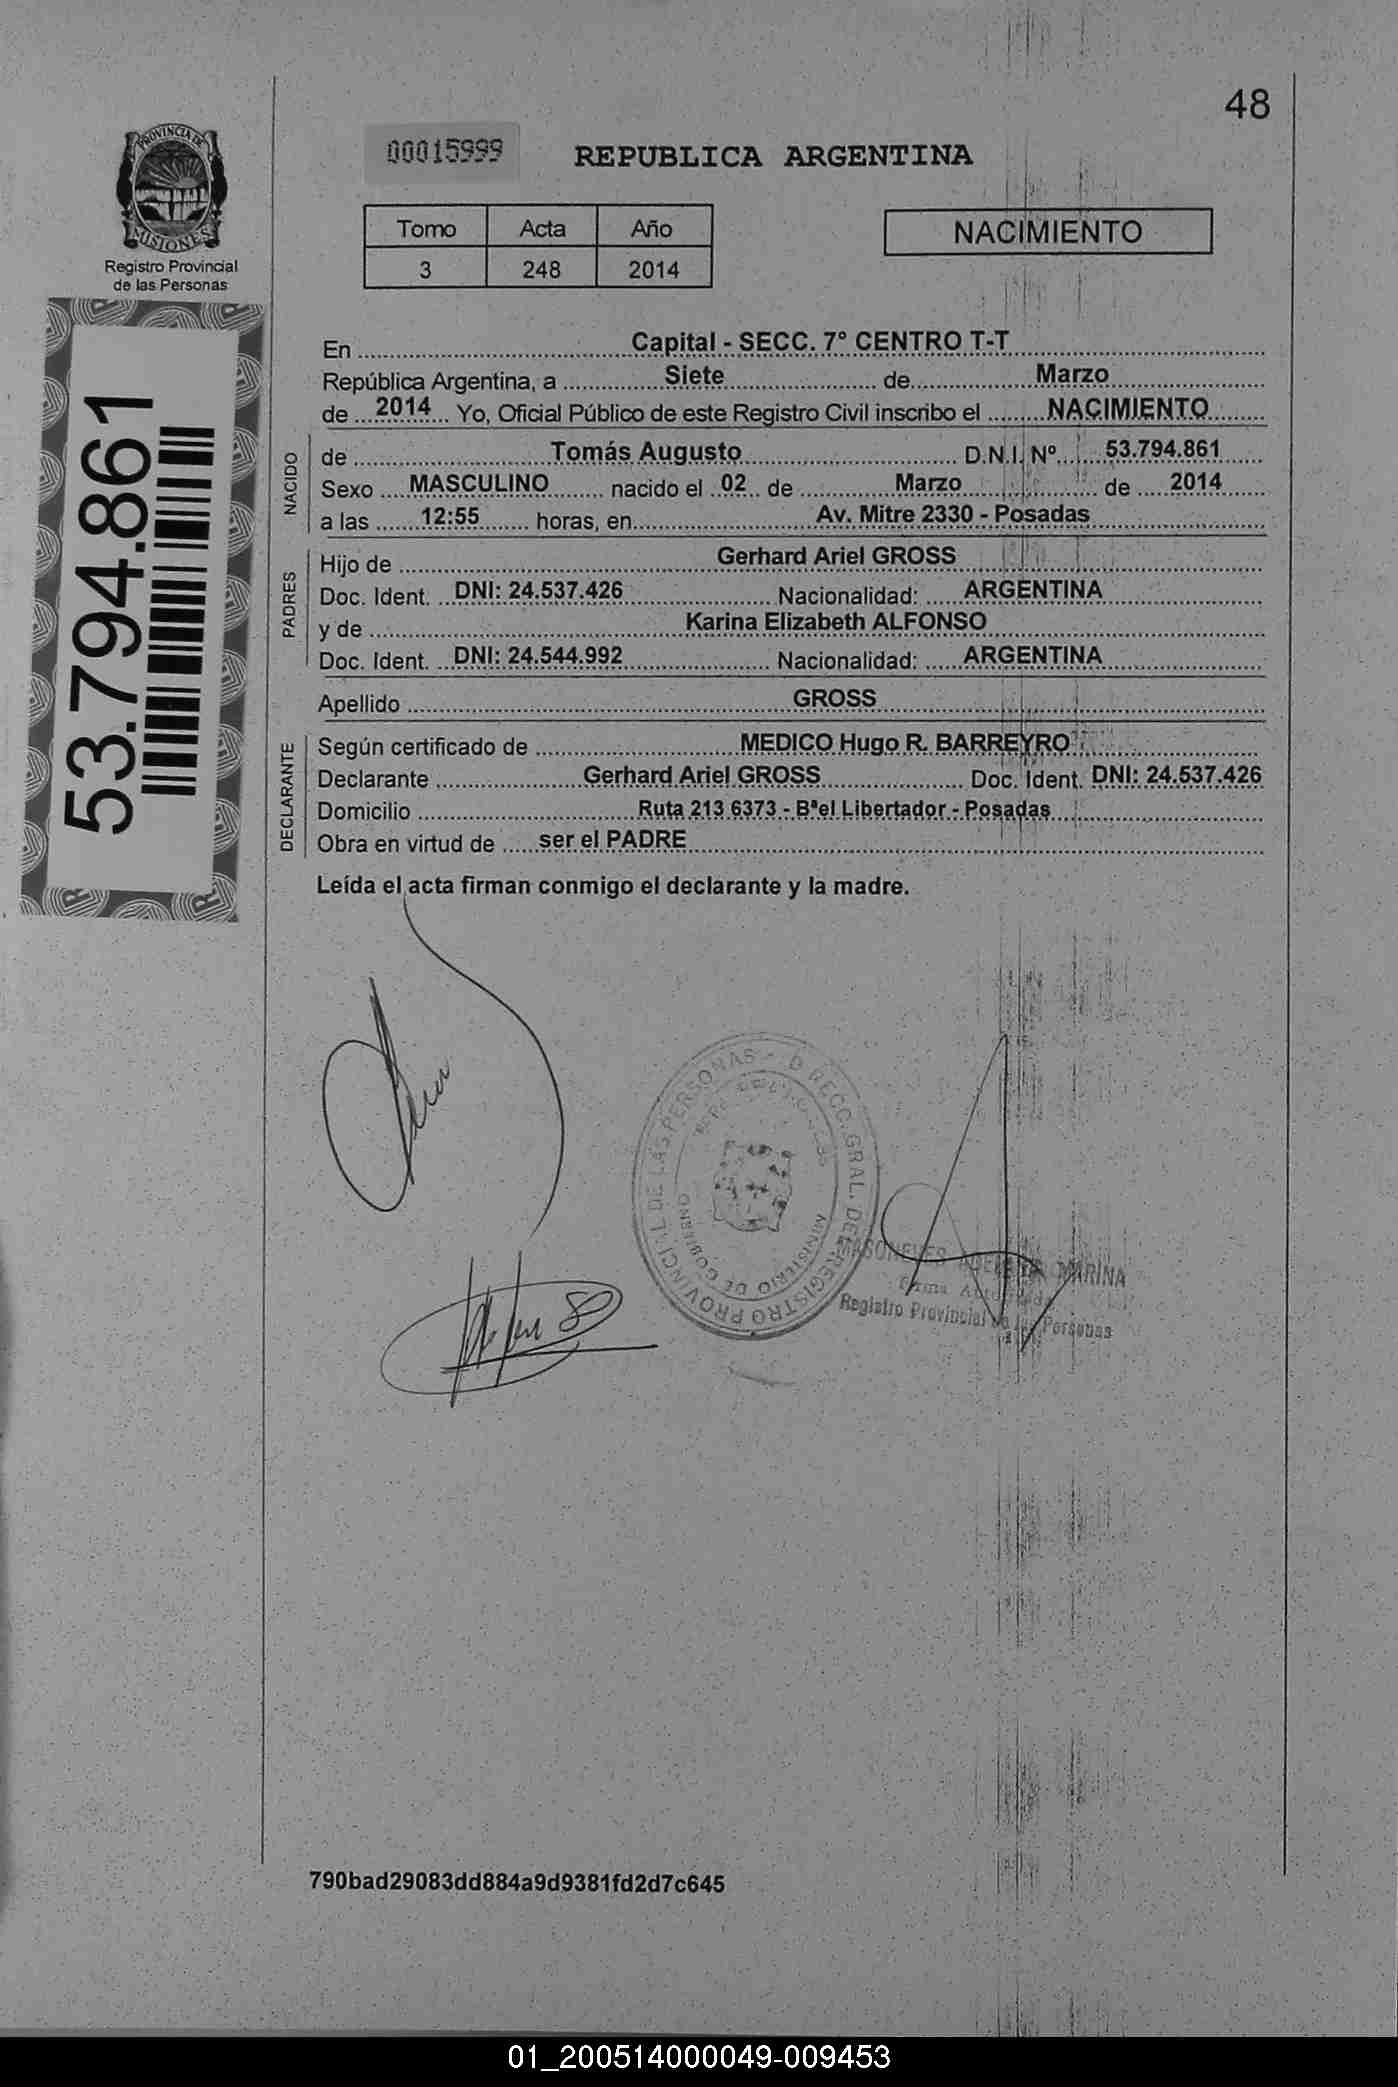 48
PROVINCIA DE
MISIONES
Registro Provincial
de las Personas
00015999
REPUBLICA ARGENTINA
Tomo Acta Año
3 248 2014
NACIMIENTO
53.794.861
En Capital - SECC. 7° CENTRO T-T
República Argentina, a Siete de Marzo
de 2014 Yo, Oficial Público de este Registro Civil inscribo el NACIMIENTO
NACIDO
de Tomás Augusto D.N.I. Nº 53.794.861
Sexo MASCULINO nacido el 02 de Marzo de 2014
a las 12:55 horas, en Av. Mitre 2330 - Posadas
PADRES
Hijo de Gerhard Ariel GROSS
Doc. Ident. DNI: 24.537.426 Nacionalidad: ARGENTINA
y de Karina Elizabeth ALFONSO
Doc. Ident. DNI: 24.544.992 Nacionalidad: ARGENTINA
Apellido GROSS
DECLARANTE
Según certificado de MEDICO Hugo R. BARREYRO
Declarante Gerhard Ariel GROSS Doc. Ident. DNI: 24.537.426
Domicilio Ruta 213 6373 - Bªel Libertador - Posadas
Obra en virtud de ser el PADRE
Leída el acta firman conmigo el declarante y la madre.
DIRECC. GRAL. DEL REGISTRO PROVINCIAL DE LAS PERSONAS -
MINISTERIO DE GOBIERNO
MARINA
Registro Provincial de las Personas
790bad29083dd884a9d9381fd2d7c645
01_200514000049-009453